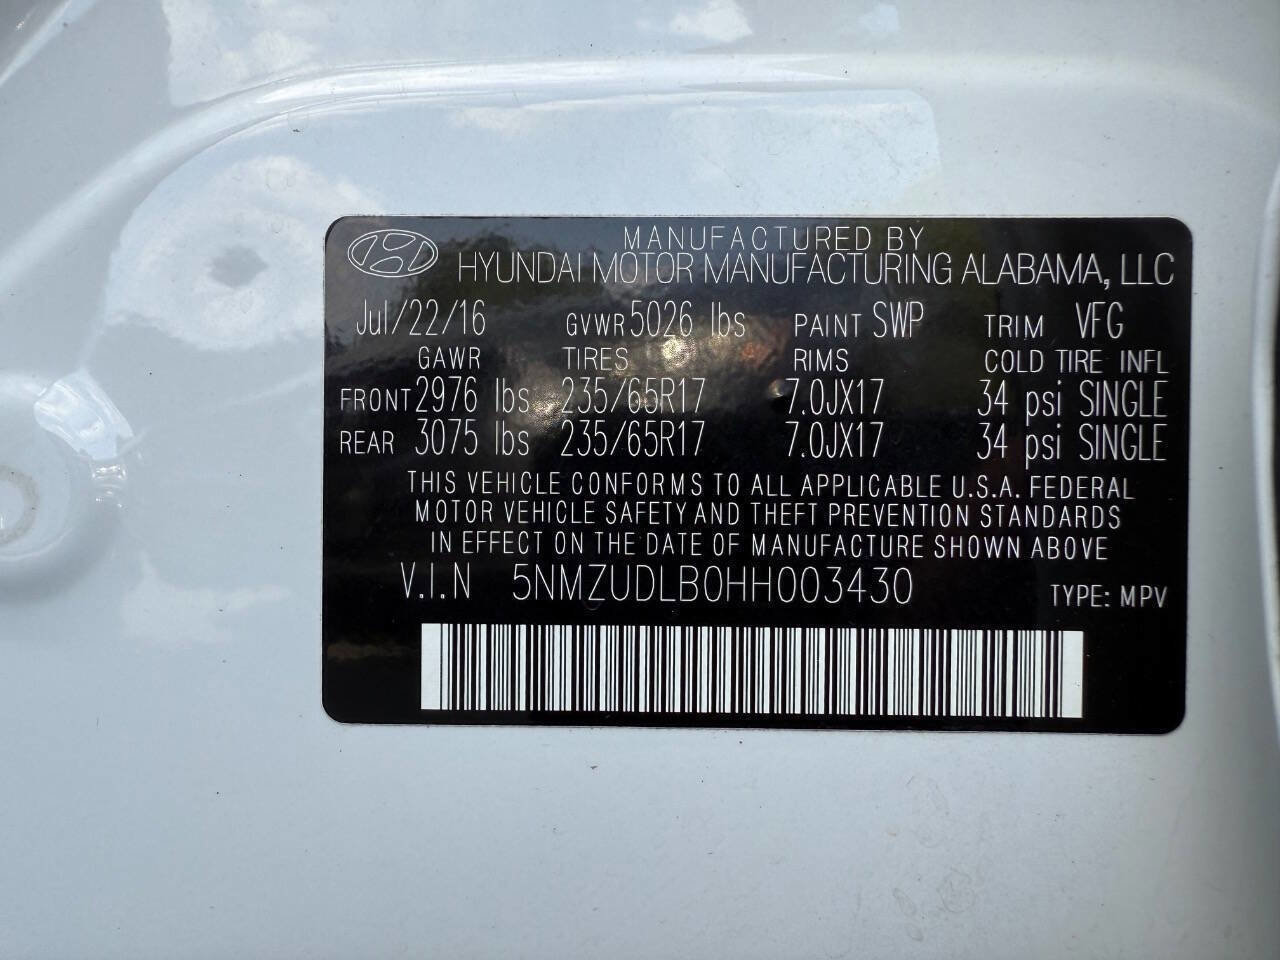 MANUFACTURED BY
HYUNDAI MOTOR MANUFACTURING ALABAMA, LLC
Jul/22/16 GVWR 5026 lbs PAINT SWP TRIM VFG
GAWR TIRES RIMS COLD TIRE INFL
FRONT 2976 lbs 235/65R17 7.0JX17 34 psi SINGLE
REAR 3075 lbs 235/65R17 7.0JX17 34 psi SINGLE
THIS VEHICLE CONFORMS TO ALL APPLICABLE U.S.A. FEDERAL
MOTOR VEHICLE SAFETY AND THEFT PREVENTION STANDARDS
IN EFFECT ON THE DATE OF MANUFACTURE SHOWN ABOVE
V.I.N 5NMZUDLB0HH003430 TYPE: MPV